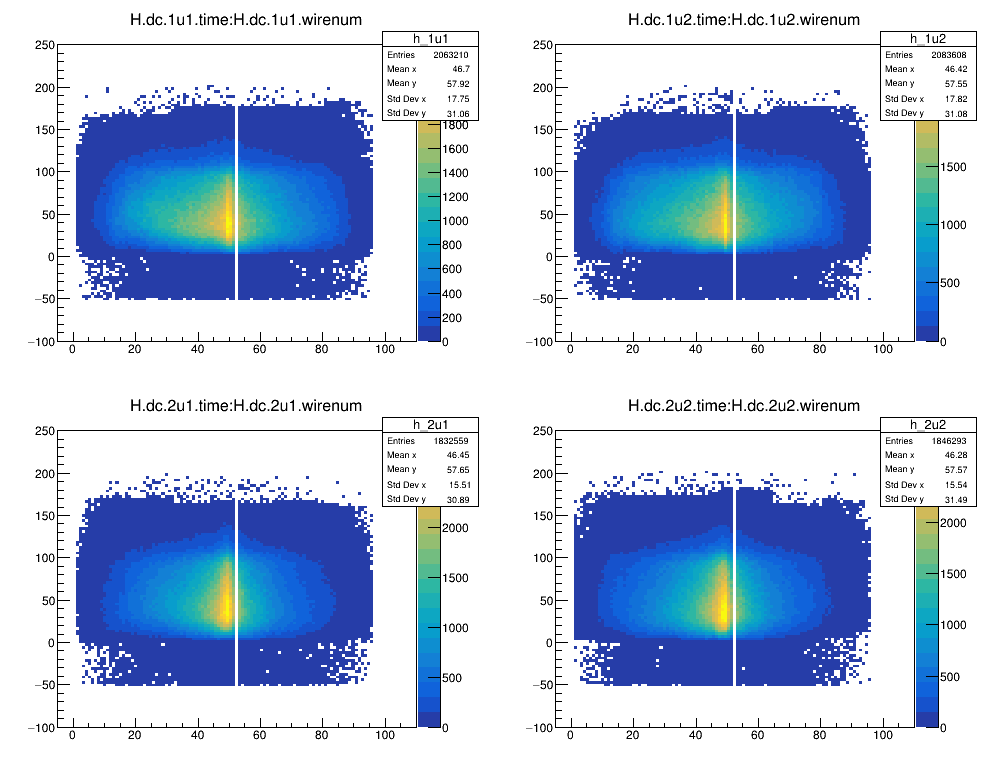 H.dc.1u1.time:H.dc.1u1.wirenum
h_1u1
Entries 2063210
Mean x 46.7
Mean y 57.92
Std Dev x 17.75
Std Dev y 31.06
250
200
150
100
50
0
−50
−100
0 20 40 60 80 100
1800
1600
1400
1200
1000
800
600
400
200
0
H.dc.1u2.time:H.dc.1u2.wirenum
h_1u2
Entries 2083608
Mean x 46.42
Mean y 57.55
Std Dev x 17.82
Std Dev y 31.08
250
200
150
100
50
0
−50
−100
0 20 40 60 80 100
1500
1000
500
0
H.dc.2u1.time:H.dc.2u1.wirenum
h_2u1
Entries 1832559
Mean x 46.45
Mean y 57.65
Std Dev x 15.51
Std Dev y 30.89
250
200
150
100
50
0
−50
−100
0 20 40 60 80 100
2000
1500
1000
500
0
H.dc.2u2.time:H.dc.2u2.wirenum
h_2u2
Entries 1846293
Mean x 46.28
Mean y 57.57
Std Dev x 15.54
Std Dev y 31.49
250
200
150
100
50
0
−50
−100
0 20 40 60 80 100
2000
1500
1000
500
0